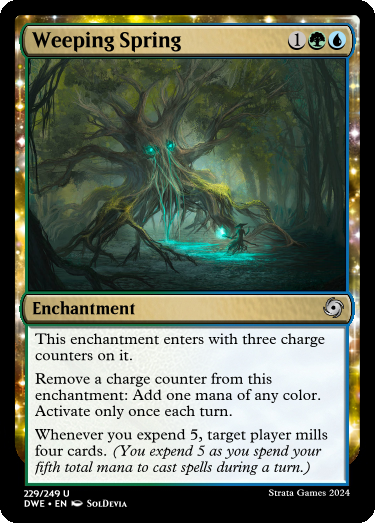 Weeping Spring 1
Enchantment
This enchantment enters with three charge
counters on it.
Remove a charge counter from this
enchantment: Add one mana of any color.
Activate only once each turn.
Whenever you expend 5, target player mills
four cards. (You expend 5 as you spend your
fifth total mana to cast spells during a turn.)
229/249 U
DWE • EN SolDevia
Strata Games 2024